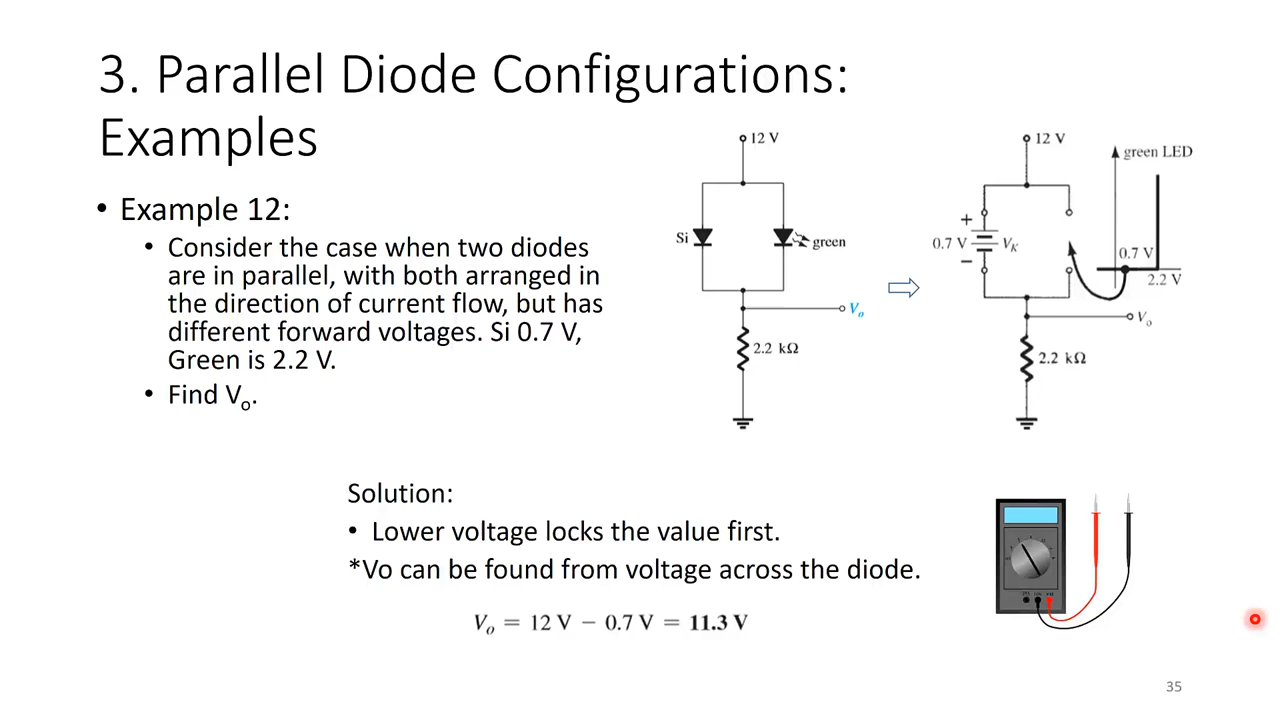 3. Parallel Diode Configurations:
Examples
• Example 12:
• Consider the case when two diodes
are in parallel, with both arranged in
the direction of current flow, but has
different forward voltages. Si 0.7 V,
Green is 2.2 V.
• Find Vo.
12 V
Si
green
Vo
2.2 kΩ
12 V
green LED
+
0.7 V
VK
−
0.7 V
2.2 V
Vo
2.2 kΩ
Solution:
• Lower voltage locks the value first.
*Vo can be found from voltage across the diode.
Vo = 12 V − 0.7 V = 11.3 V
35